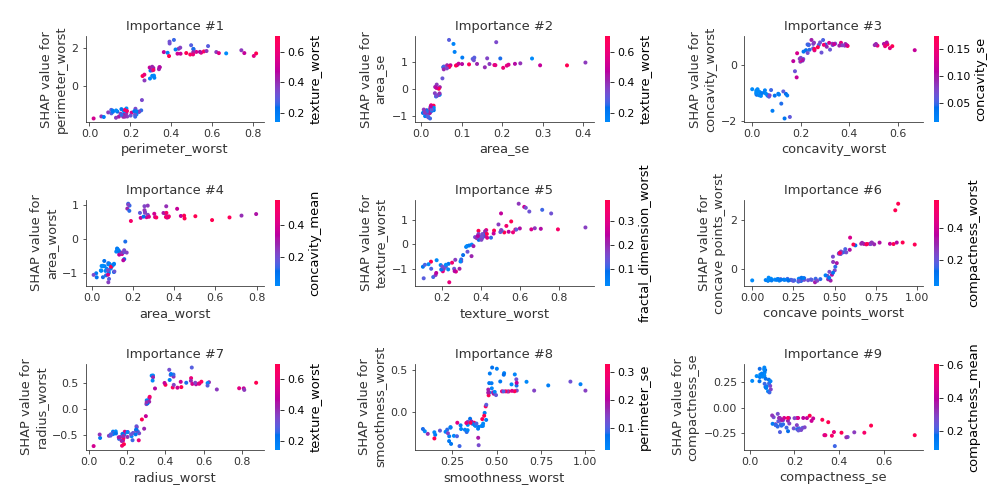 Importance #1
SHAP value for
perimeter_worst
2
0
0.0 0.2 0.4 0.6 0.8
perimeter_worst
0.6
0.4
0.2
texture_worst
Importance #2
SHAP value for
area_se
1
0
−1
0.0 0.1 0.2 0.3 0.4
area_se
0.6
0.4
0.2
texture_worst
Importance #3
SHAP value for
concavity_worst
0
−2
0.0 0.2 0.4 0.6
concavity_worst
0.15
0.10
0.05
concavity_se
Importance #4
SHAP value for
area_worst
1
0
−1
0.0 0.2 0.4 0.6 0.8
area_worst
0.4
0.2
concavity_mean
Importance #5
SHAP value for
texture_worst
1
0
−1
0.2 0.4 0.6 0.8
texture_worst
0.3
0.2
0.1
fractal_dimension_worst
Importance #6
SHAP value for
concave points_worst
2
0
0.00 0.25 0.50 0.75 1.00
concave points_worst
0.4
0.2
compactness_worst
Importance #7
SHAP value for
radius_worst
0.5
0.0
−0.5
0.0 0.2 0.4 0.6 0.8
radius_worst
0.6
0.4
0.2
texture_worst
Importance #8
SHAP value for
smoothness_worst
0.5
0.0
0.25 0.50 0.75 1.00
smoothness_worst
0.3
0.2
0.1
perimeter_se
Importance #9
SHAP value for
compactness_se
0.25
0.00
−0.25
0.0 0.2 0.4 0.6
compactness_se
0.6
0.4
0.2
compactness_mean